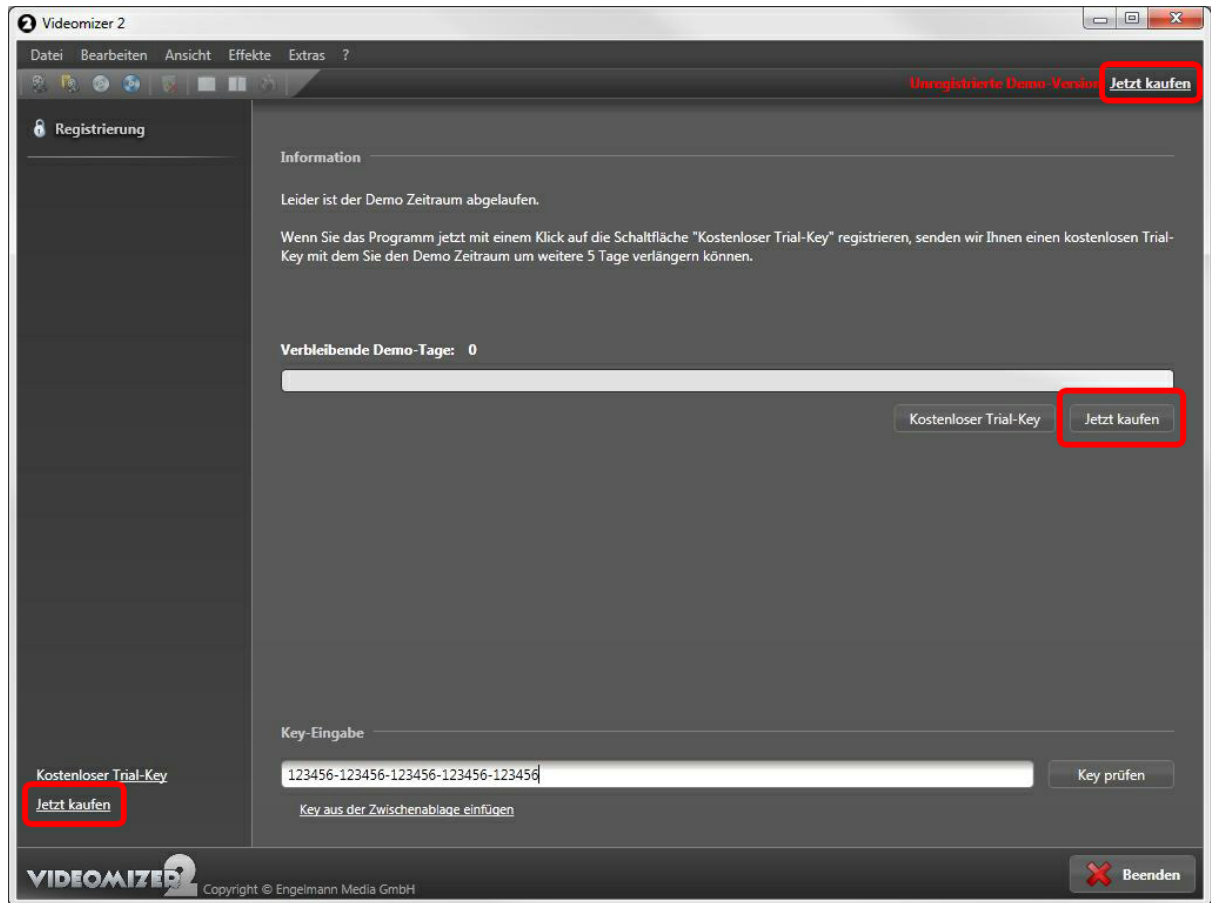 Videomizer 2
Datei Bearbeiten Ansicht Effekte Extras ?
Unregistrierte Demo-Version Jetzt kaufen
Registrierung
Information
Leider ist der Demo Zeitraum abgelaufen.
Wenn Sie das Programm jetzt mit einem Klick auf die Schaltfläche "Kostenloser Trial-Key" registrieren, senden wir Ihnen einen kostenlosen Trial-
Key mit dem Sie den Demo Zeitraum um weitere 5 Tage verlängern können.
Verbleibende Demo-Tage: 0
Kostenloser Trial-Key Jetzt kaufen
Key-Eingabe
Kostenloser Trial-Key
123456-123456-123456-123456-123456
Key prüfen
Jetzt kaufen
Key aus der Zwischenablage einfügen
VIDEOMIZER 2
Copyright © Engelmann Media GmbH
Beenden